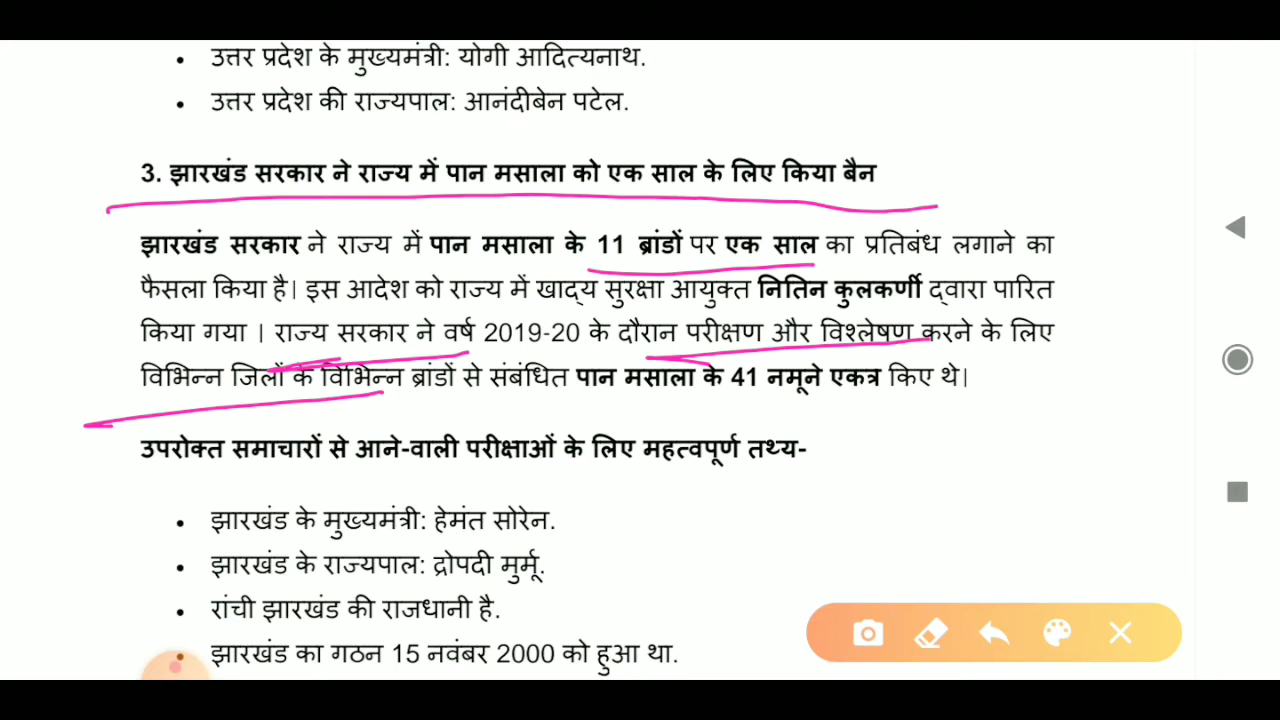 • उत्तर प्रदेश के मुख्यमंत्री: योगी आदित्यनाथ.
• उत्तर प्रदेश की राज्यपाल: आनंदीबेन पटेल.
3. झारखंड सरकार ने राज्य में पान मसाला को एक साल के लिए किया बैन
झारखंड सरकार ने राज्य में पान मसाला के 11 ब्रांडों पर एक साल का प्रतिबंध लगाने का
फैसला किया है। इस आदेश को राज्य में खाद्य सुरक्षा आयुक्त नितिन कुलकर्णी द्वारा पारित
किया गया । राज्य सरकार ने वर्ष 2019-20 के दौरान परीक्षण और विश्लेषण करने के लिए
विभिन्न जिलों के विभिन्न ब्रांडों से संबंधित पान मसाला के 41 नमूने एकत्र किए थे।
उपरोक्त समाचारों से आने-वाली परीक्षाओं के लिए महत्वपूर्ण तथ्य-
• झारखंड के मुख्यमंत्री: हेमंत सोरेन.
• झारखंड के राज्यपाल: द्रोपदी मुर्मू.
• रांची झारखंड की राजधानी है.
• झारखंड का गठन 15 नवंबर 2000 को हुआ था.